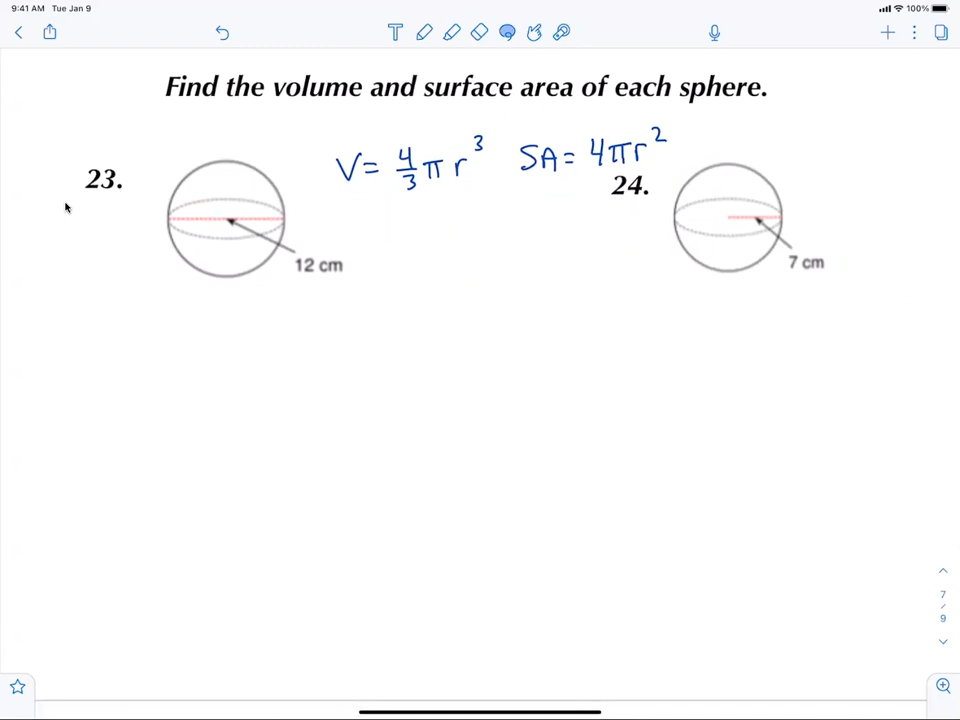 9:41 AM Tue Jan 9
100%
T
Find the volume and surface area of each sphere.
V = 4/3 π r³ SA = 4πr²
23.
24.
12 cm
7 cm
7
/
9